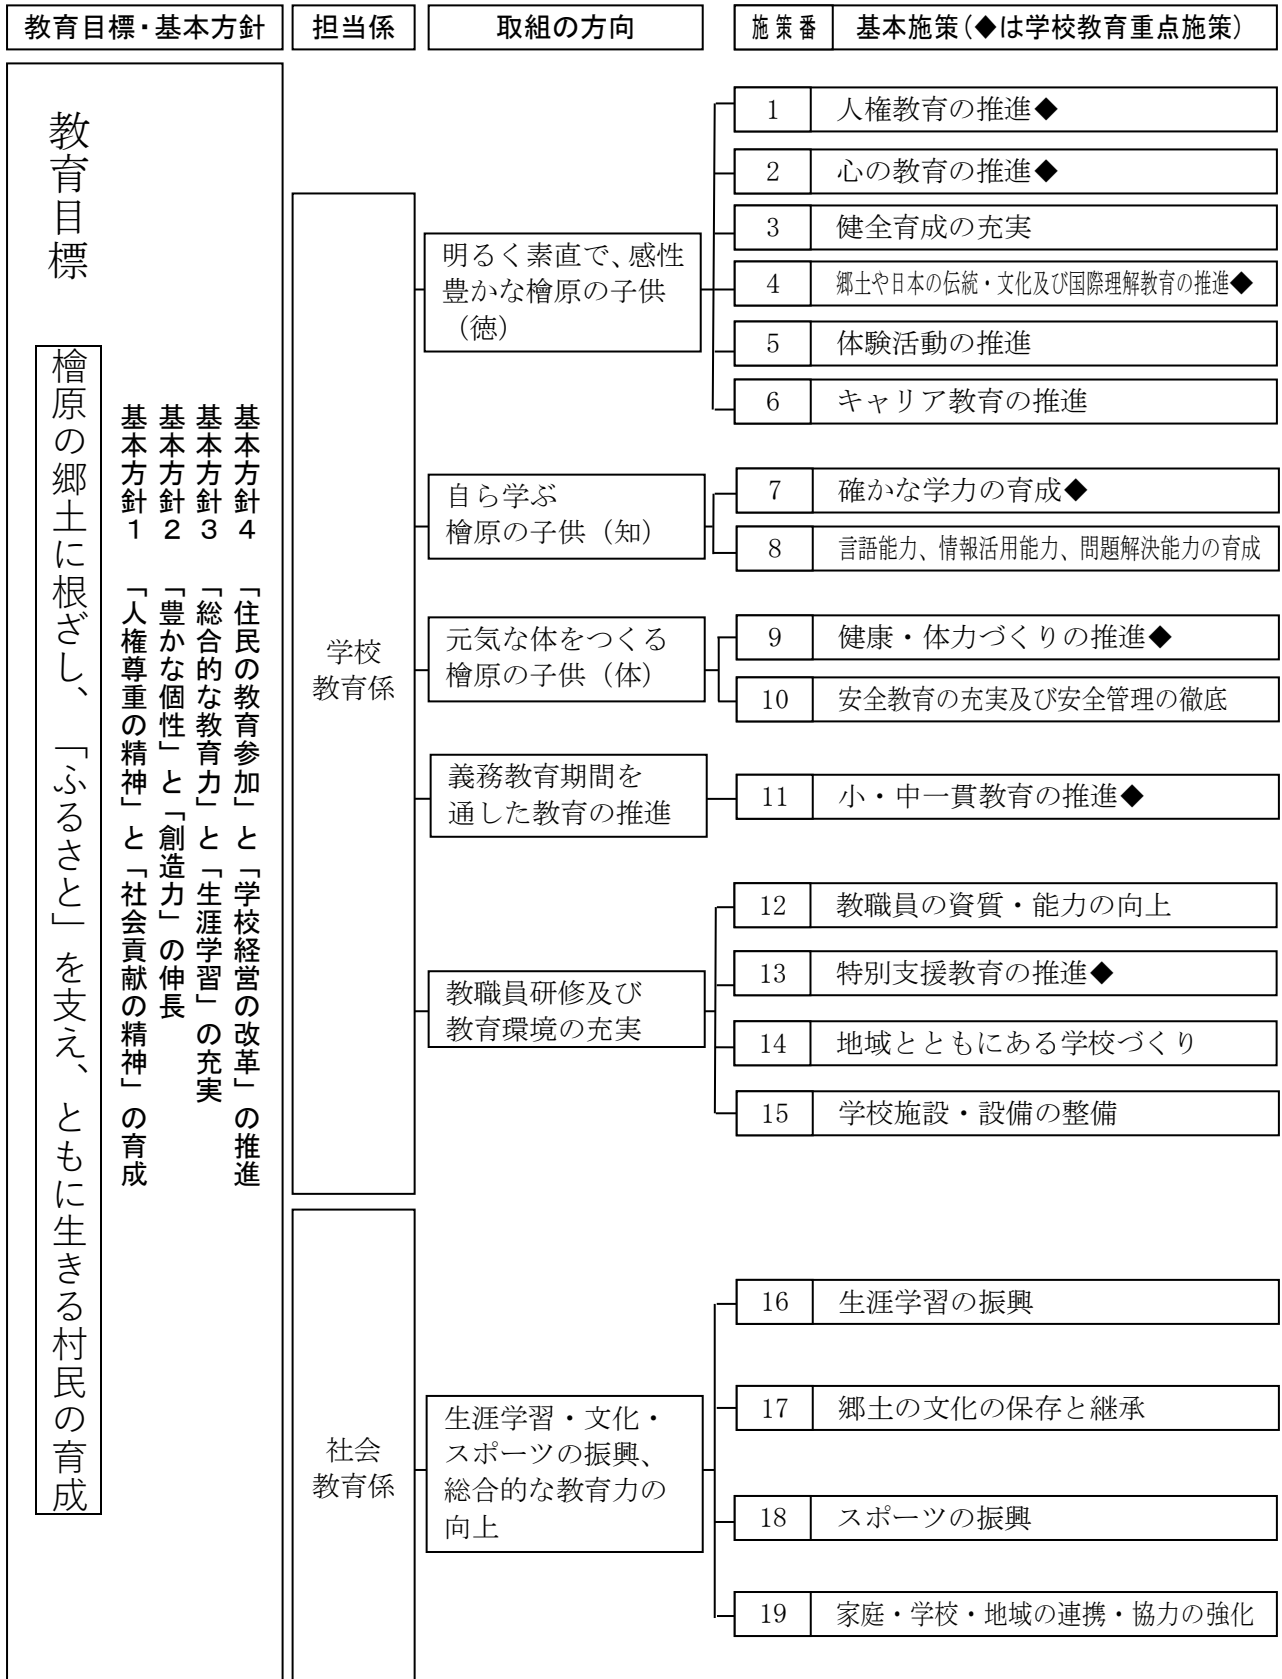 教育目標・基本方針
担当係
取組の方向
施策番
基本施策(◆は学校教育重点施策)
教育目標
檜原の郷土に根ざし、「ふるさと」を支え、ともに生きる村民の育成
基本方針1 「人権尊重の精神」と「社会貢献の精神」の育成
基本方針2 「豊かな個性」と「創造力」の伸長
基本方針3 「総合的な教育力」と「生涯学習」の充実
基本方針4 「住民の教育参加」と「学校経営の改革」の推進
学校
教育係
明るく素直で、感性
豊かな檜原の子供
(徳)
1 人権教育の推進◆
2 心の教育の推進◆
3 健全育成の充実
4 郷土や日本の伝統・文化及び国際理解教育の推進◆
5 体験活動の推進
6 キャリア教育の推進
自ら学ぶ
檜原の子供(知)
7 確かな学力の育成◆
8 言語能力、情報活用能力、問題解決能力の育成
元気な体をつくる
檜原の子供(体)
9 健康・体力づくりの推進◆
10 安全教育の充実及び安全管理の徹底
義務教育期間を
通した教育の推進
11 小・中一貫教育の推進◆
教職員研修及び
教育環境の充実
12 教職員の資質・能力の向上
13 特別支援教育の推進◆
14 地域とともにある学校づくり
15 学校施設・設備の整備
社会
教育係
生涯学習・文化・
スポーツの振興、
総合的な教育力の
向上
16 生涯学習の振興
17 郷土の文化の保存と継承
18 スポーツの振興
19 家庭・学校・地域の連携・協力の強化